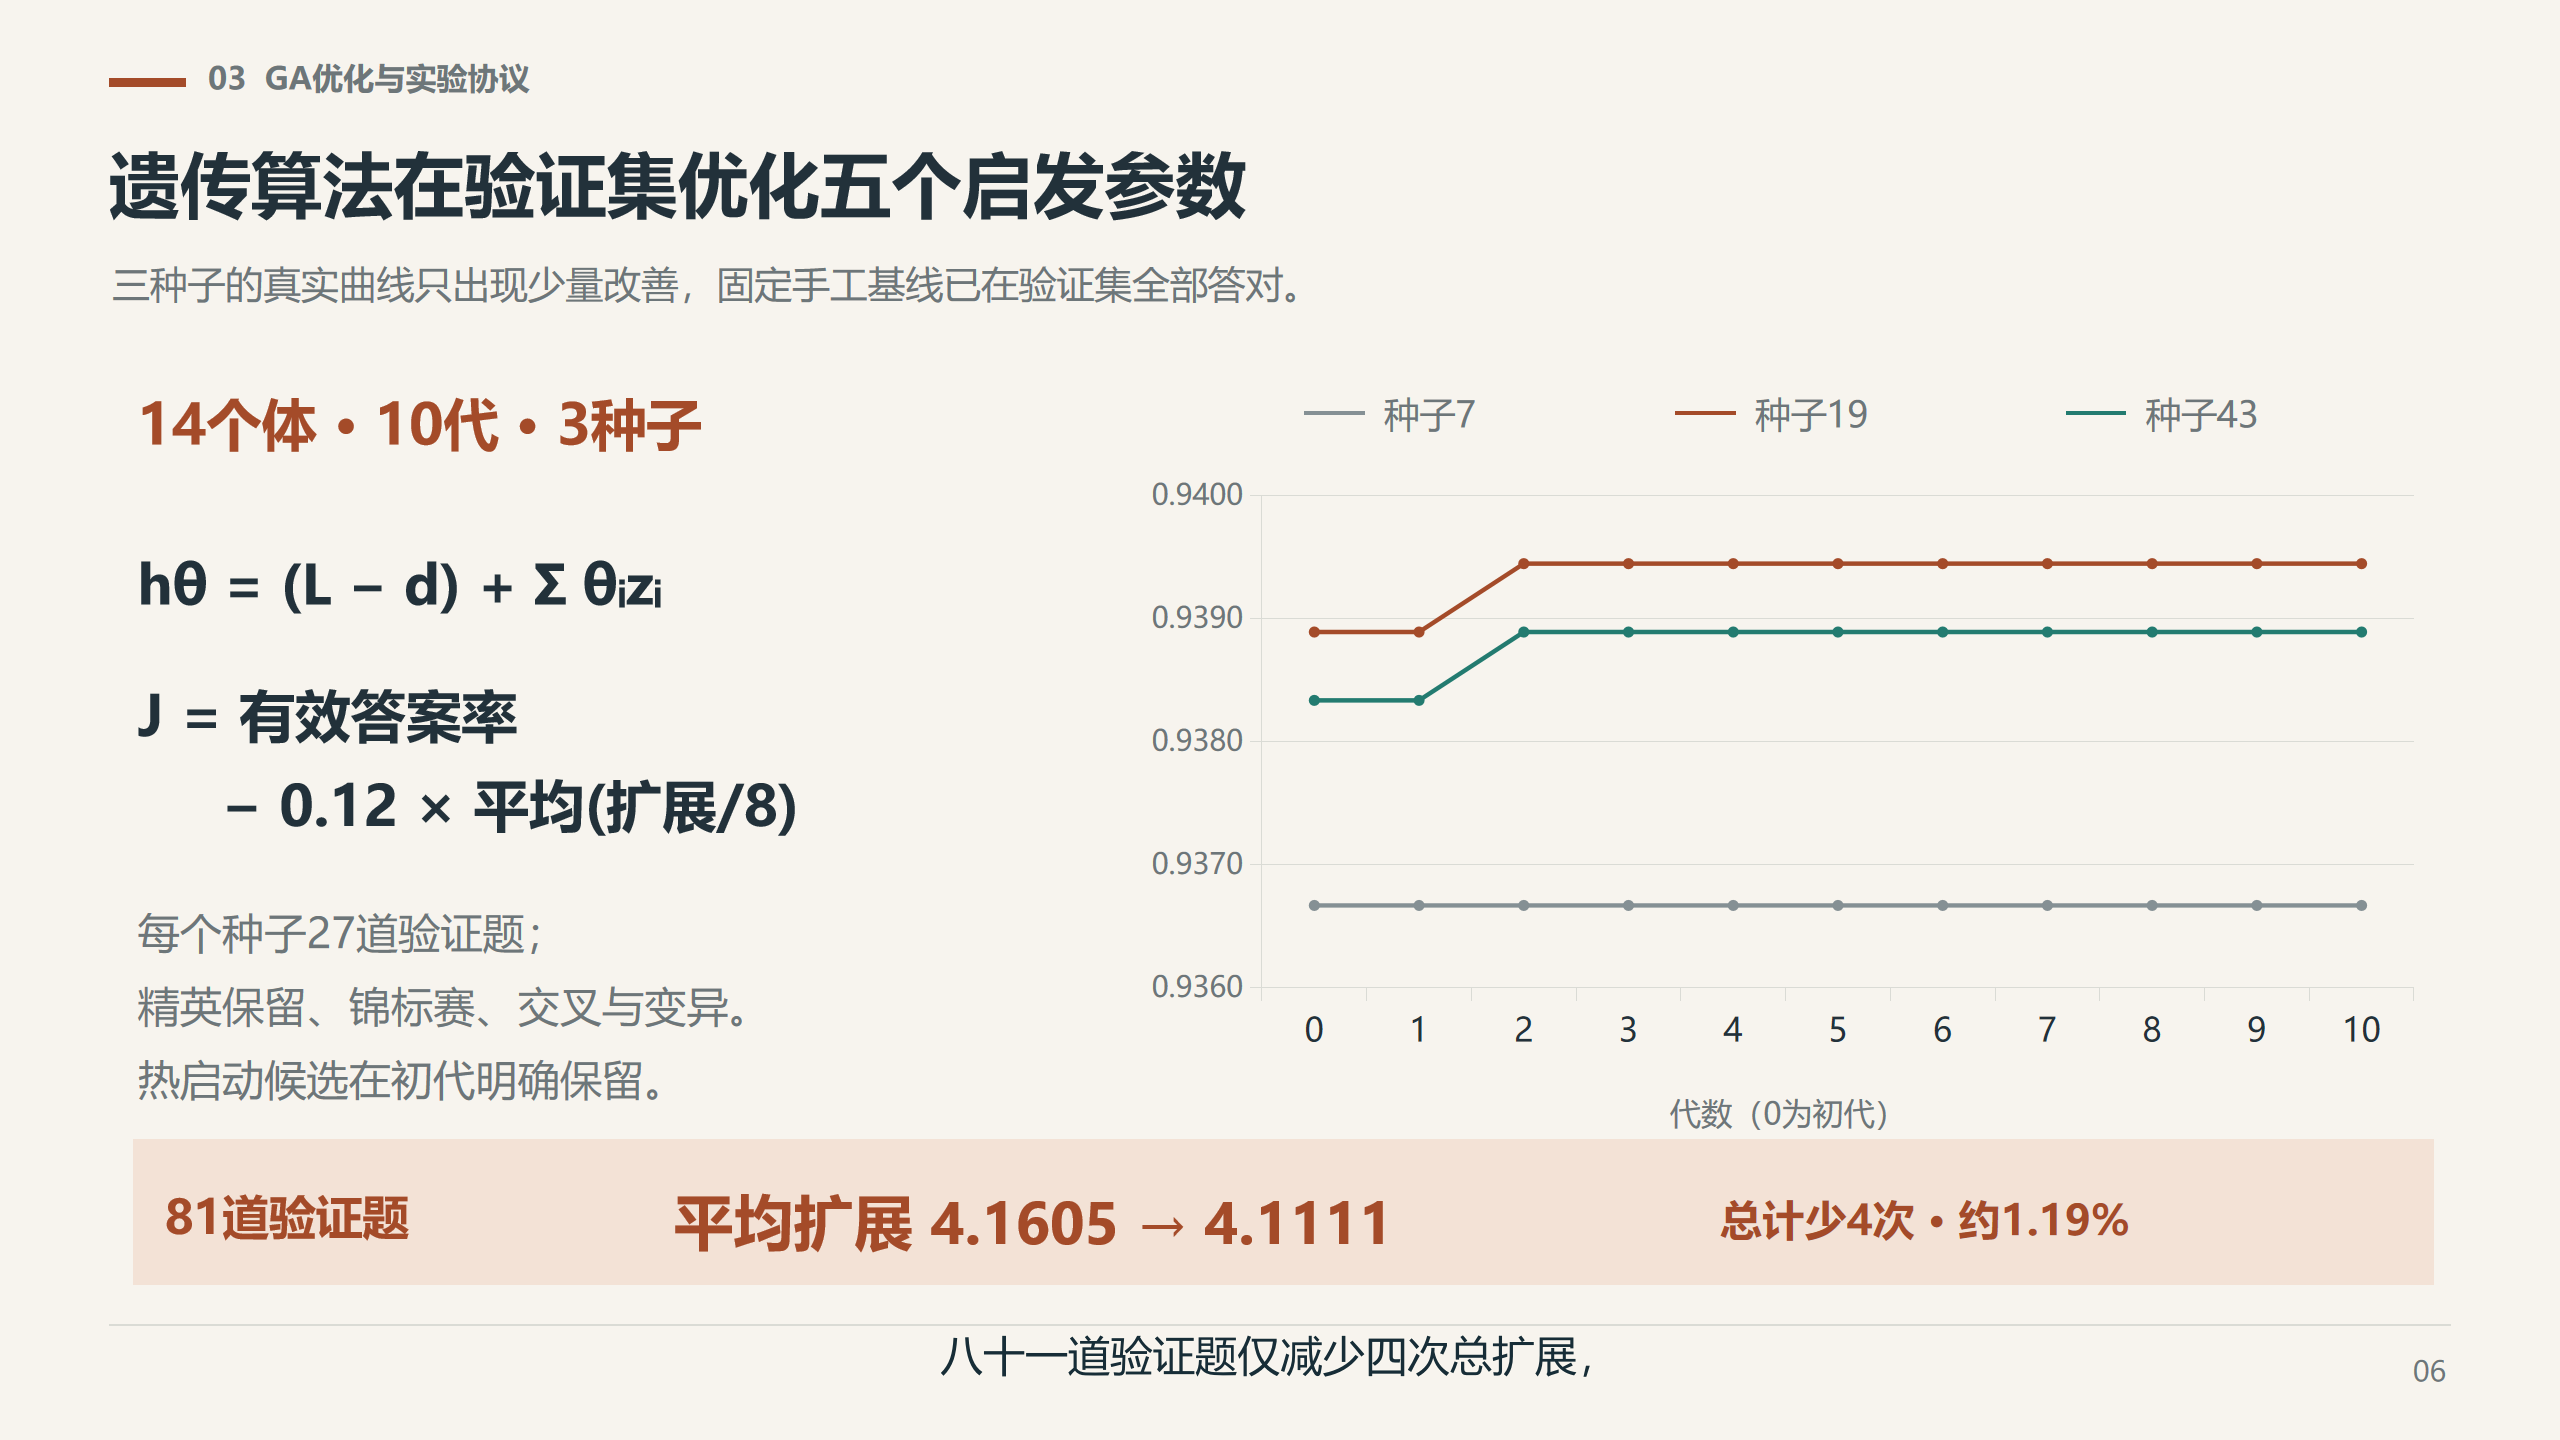 03 GA优化与实验协议
遗传算法在验证集优化五个启发参数
三种子的真实曲线只出现少量改善，固定手工基线已在验证集全部答对。
14个体·10代·3种子
hθ = (L − d) + Σ θᵢzᵢ
J = 有效答案率
− 0.12 × 平均(扩展/8)
每个种子27道验证题；
精英保留、锦标赛、交叉与变异。
热启动候选在初代明确保留。
种子7 种子19 种子43
0.9400
0.9390
0.9380
0.9370
0.9360
0 1 2 3 4 5 6 7 8 9 10
代数（0为初代）
81道验证题 平均扩展 4.1605 → 4.1111 总计少4次·约1.19%
八十一道验证题仅减少四次总扩展，
06